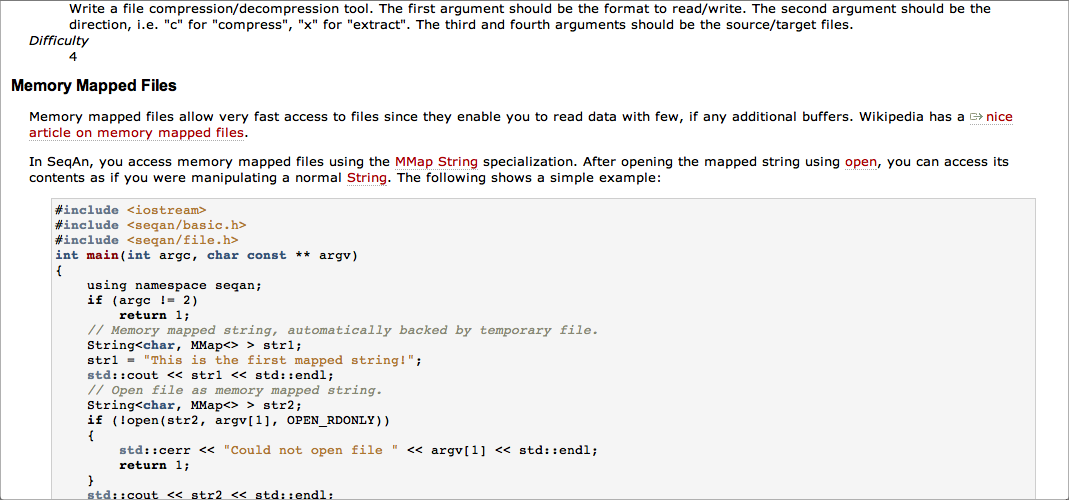 Write a file compression/decompression tool. The first argument should be the format to read/write. The second argument should be the
direction, i.e. "c" for "compress", "x" for "extract". The third and fourth arguments should be the source/target files.
Difficulty
4
Memory Mapped Files
Memory mapped files allow very fast access to files since they enable you to read data with few, if any additional buffers. Wikipedia has a nice
article on memory mapped files.
In SeqAn, you access memory mapped files using the MMap String specialization. After opening the mapped string using open, you can access its
contents as if you were manipulating a normal String. The following shows a simple example:
#include <iostream>
#include <seqan/basic.h>
#include <seqan/file.h>
int main(int argc, char const ** argv)
{
    using namespace seqan;
    if (argc != 2)
        return 1;
    // Memory mapped string, automatically backed by temporary file.
    String<char, MMap<> > str1;
    str1 = "This is the first mapped string!";
    std::cout << str1 << std::endl;
    // Open file as memory mapped string.
    String<char, MMap<> > str2;
    if (!open(str2, argv[1], OPEN_RDONLY))
    {
        std::cerr << "Could not open file " << argv[1] << std::endl;
        return 1;
    }
    std::cout << str2 << std::endl;